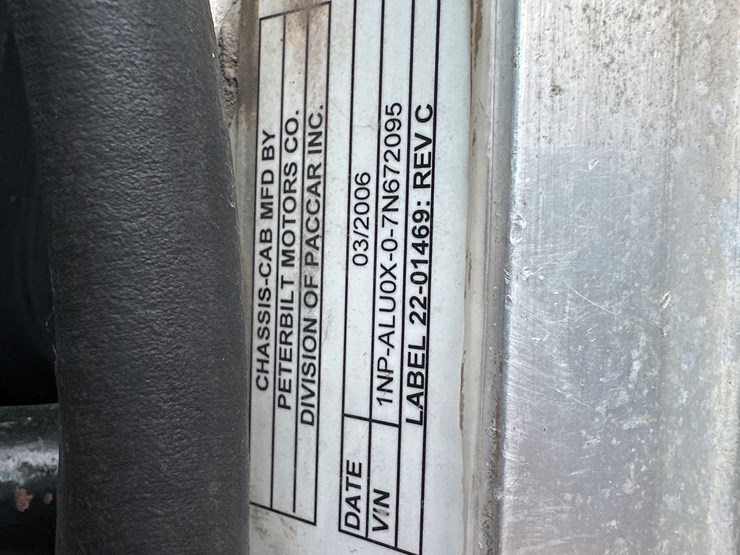 CHASSIS-CAB MFD BY
PETERBILT MOTORS CO.
DIVISION OF PACCAR INC.
DATE 03/2006
VIN 1NP-ALU0X-0-7N672095
LABEL 22-01469: REV C